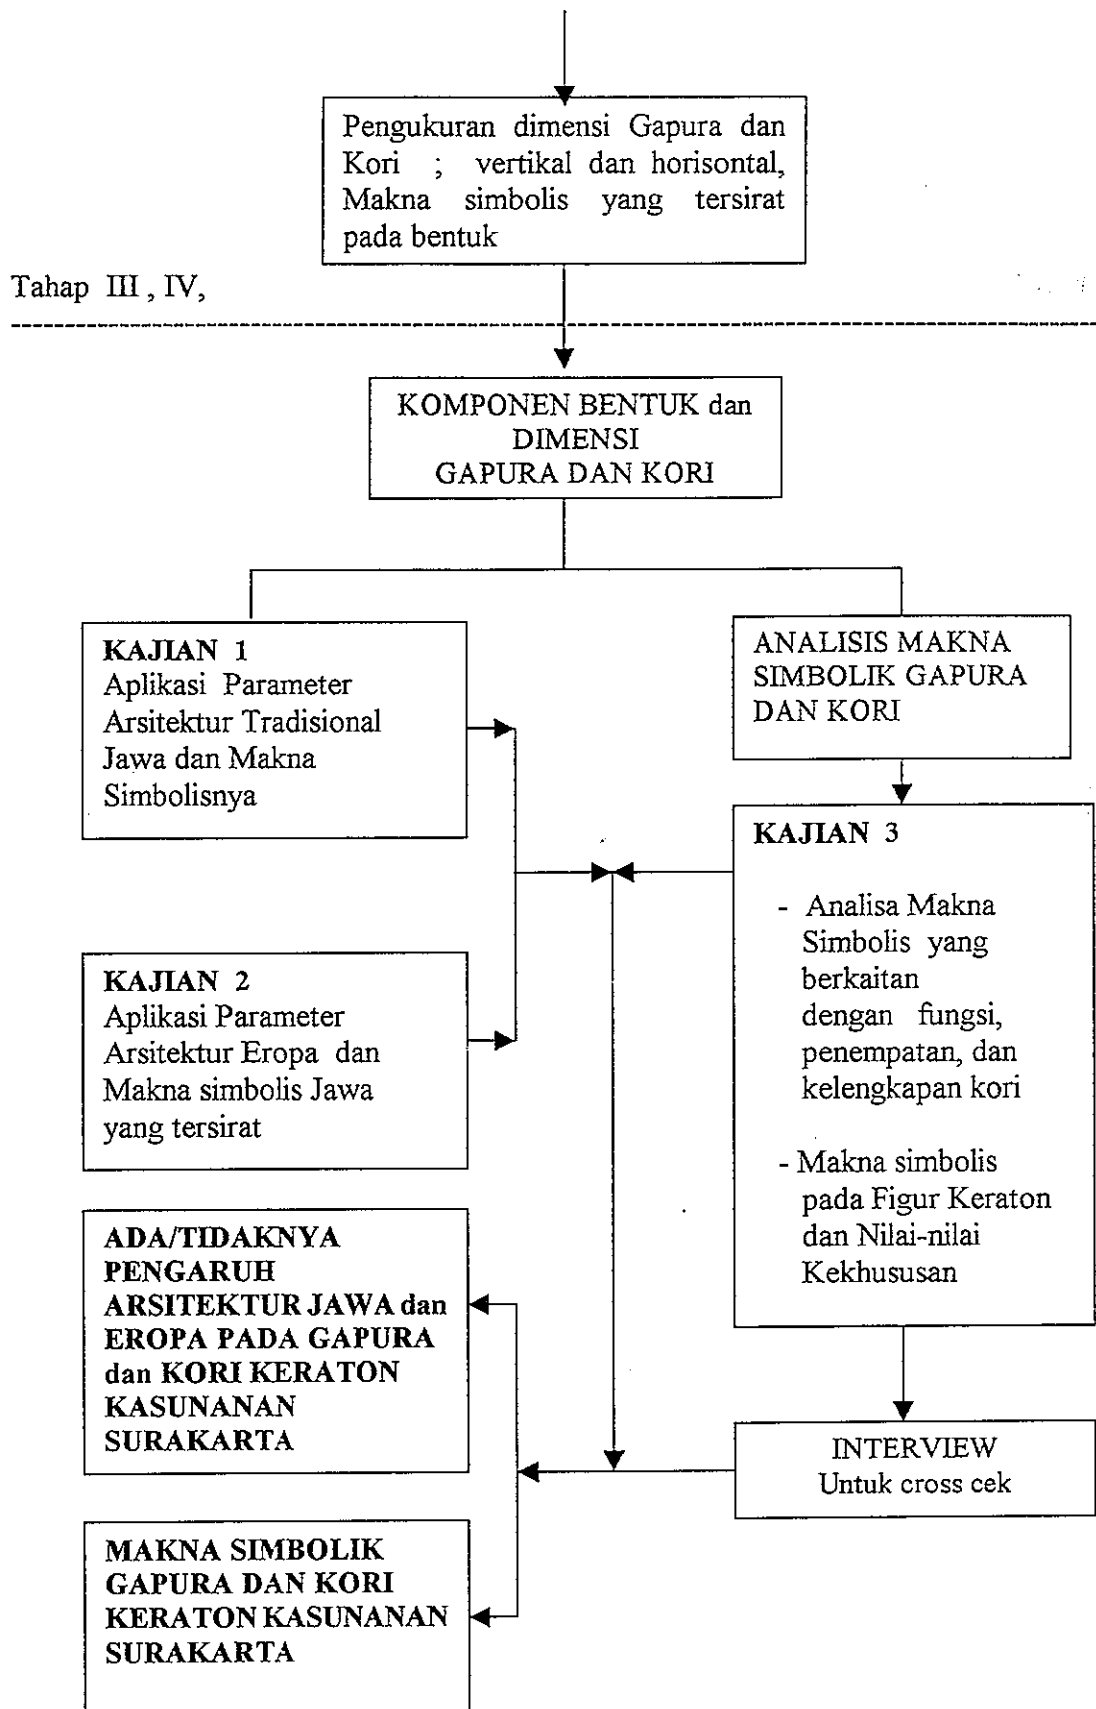 Pengukuran dimensi Gapura dan
Kori ; vertikal dan horisontal,
Makna simbolis yang tersirat
pada bentuk
Tahap III , IV,
KOMPONEN BENTUK dan
DIMENSI
GAPURA DAN KORI
KAJIAN 1
Aplikasi Parameter
Arsitektur Tradisional
Jawa dan Makna
Simbolisnya
ANALISIS MAKNA
SIMBOLIK GAPURA
DAN KORI
KAJIAN 2
Aplikasi Parameter
Arsitektur Eropa dan
Makna simbolis Jawa
yang tersirat
KAJIAN 3
- Analisa Makna
Simbolis yang
berkaitan
dengan fungsi,
penempatan, dan
kelengkapan kori
- Makna simbolis
pada Figur Keraton
dan Nilai-nilai
Kekhususan
ADA/TIDAKNYA
PENGARUH
ARSITEKTUR JAWA dan
EROPA PADA GAPURA
dan KORI KERATON
KASUNANAN
SURAKARTA
INTERVIEW
Untuk cross cek
MAKNA SIMBOLIK
GAPURA DAN KORI
KERATON KASUNANAN
SURAKARTA